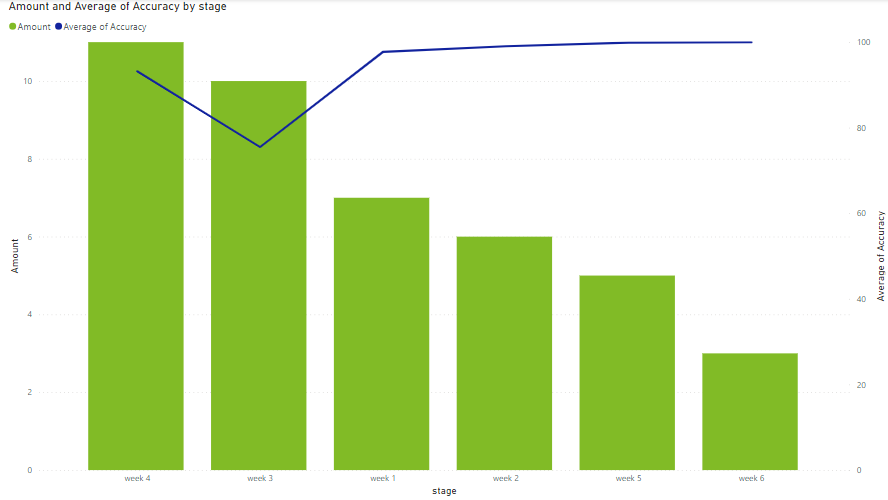 Amount and Average of Accuracy by stage
Amount Average of Accuracy
100
10
80
8
60
6
40
4
20
2
0
0
Amount
Average of Accuracy
week 4 week 3 week 1 week 2 week 5 week 6
stage